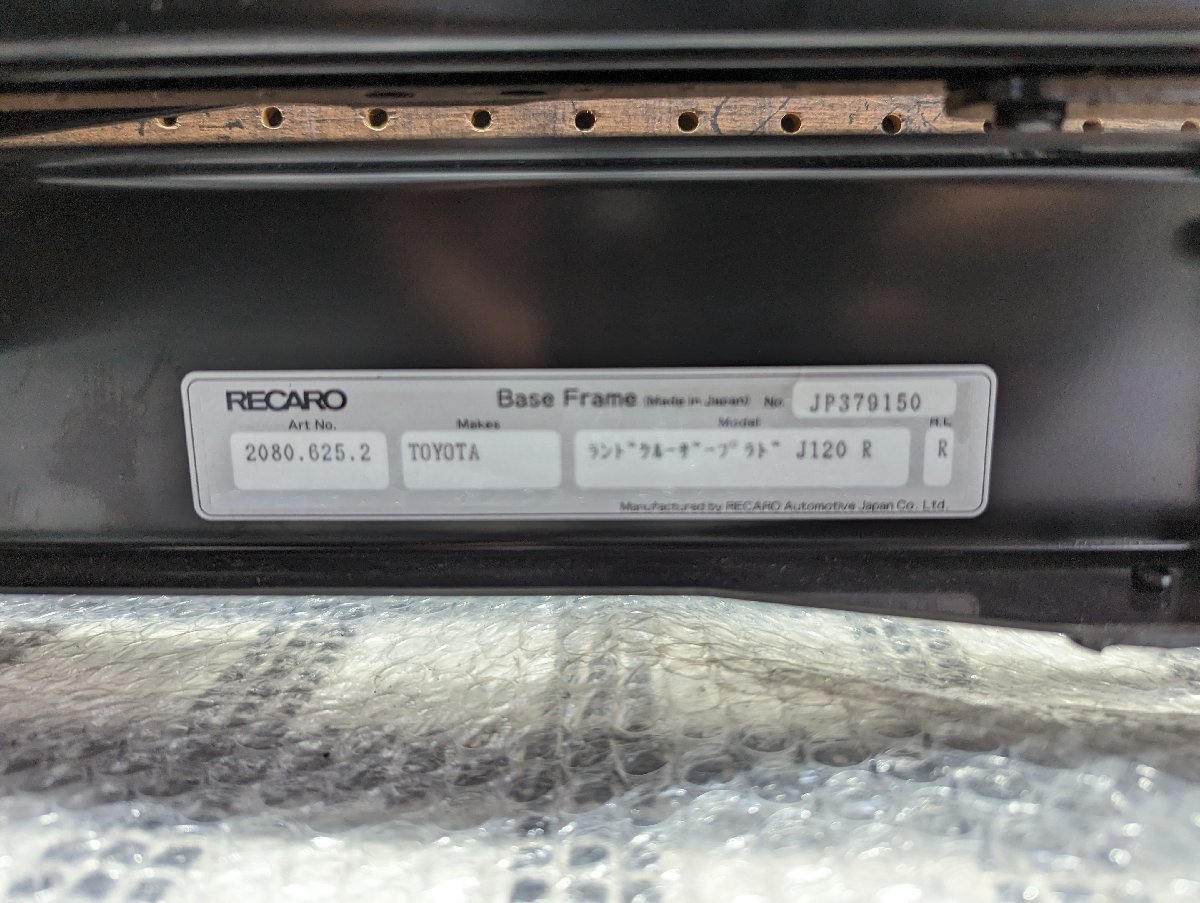 RECARO Base Frame (Made in Japan) No. JP379150
Art No. Makes Model R.L
2080.625.2 TOYOTA ﾗﾝﾄﾞｸﾙｰｻﾞｰﾌﾟﾗﾄﾞ J120 R R
Manufactured by RECARO Automotive Japan Co. Ltd.